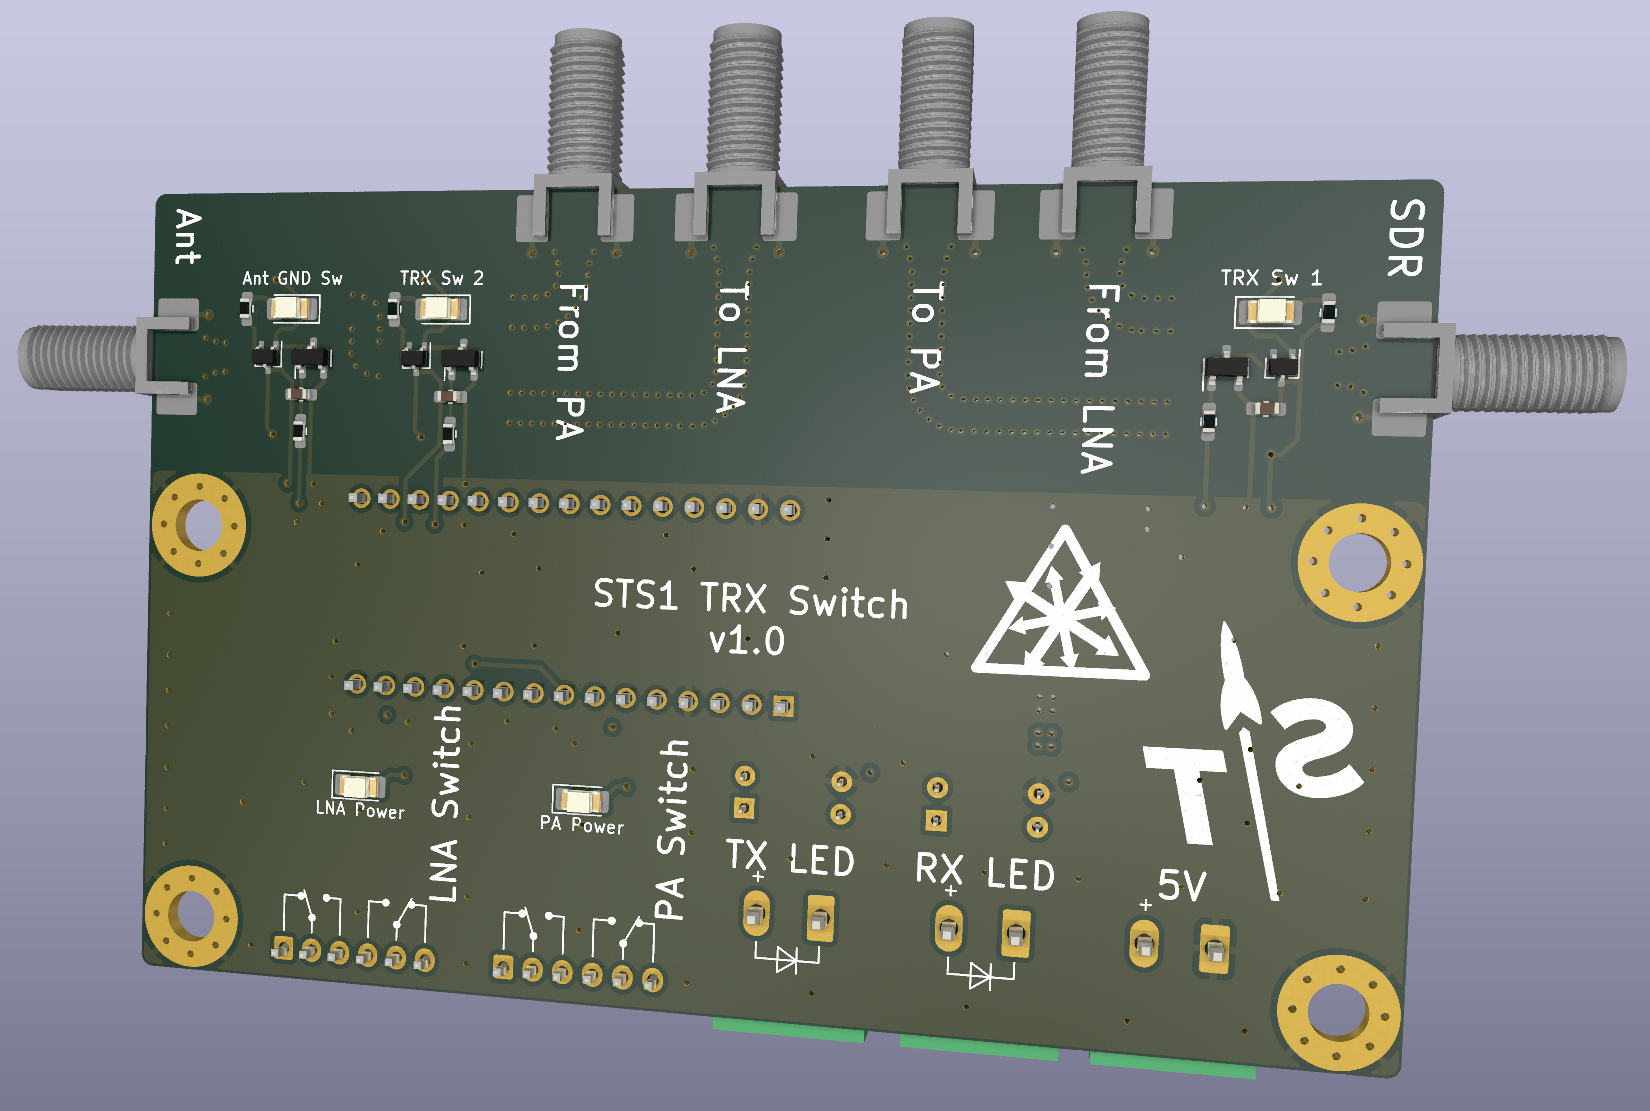 Ant
SDR
Ant GND Sw
TRX Sw 2
TRX Sw 1
From PA
To LNA
To PA
From LNA
STS1 TRX Switch
v1.0
TS
LNA Switch
PA Switch
LNA Power
PA Power
TX LED
+
RX LED
+
5V
+